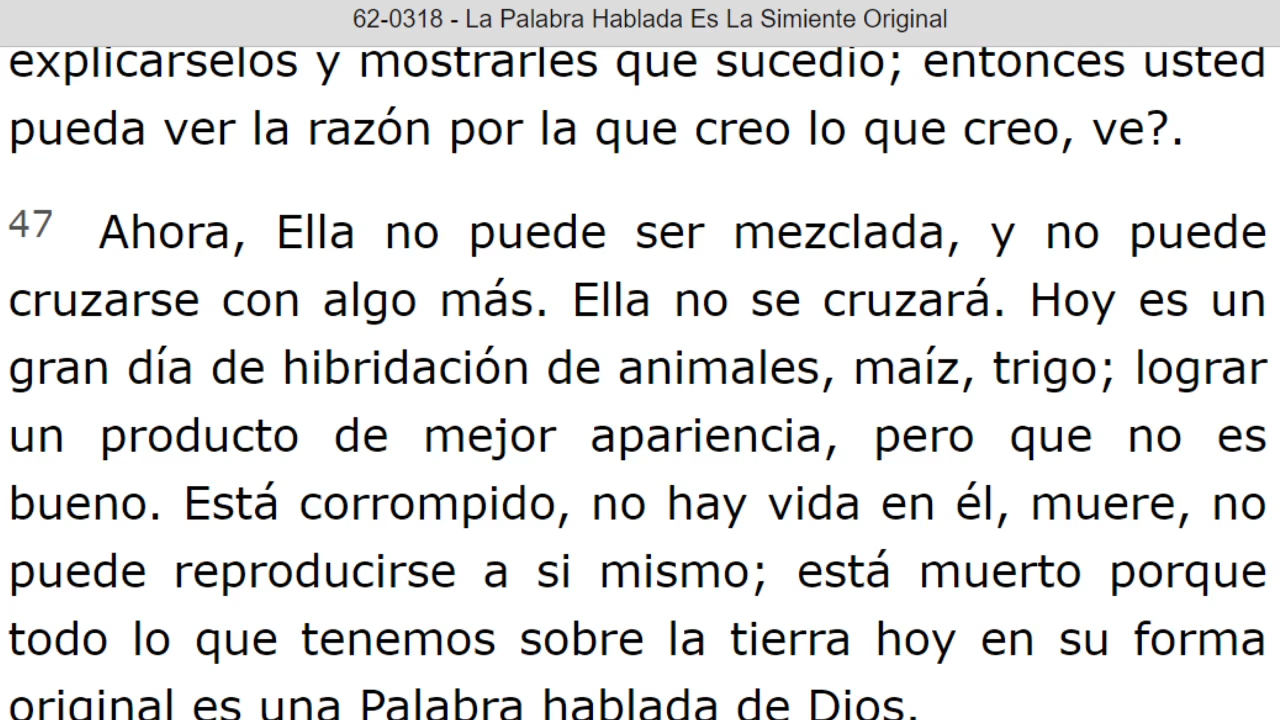 62-0318 - La Palabra Hablada Es La Simiente Original
explicárselos y mostrarles que sucedió; entonces usted
pueda ver la razón por la que creo lo que creo, ve?.
47 Ahora, Ella no puede ser mezclada, y no puede
cruzarse con algo más. Ella no se cruzará. Hoy es un
gran día de hibridación de animales, maíz, trigo; lograr
un producto de mejor apariencia, pero que no es
bueno. Está corrompido, no hay vida en él, muere, no
puede reproducirse a si mismo; está muerto porque
todo lo que tenemos sobre la tierra hoy en su forma
original es una Palabra hablada de Dios.